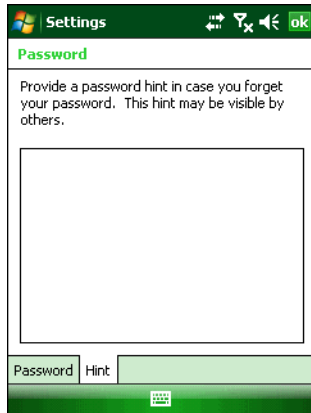 Settings
ok
Password
Provide a password hint in case you forget
your password.  This hint may be visible by
others.
Password
Hint